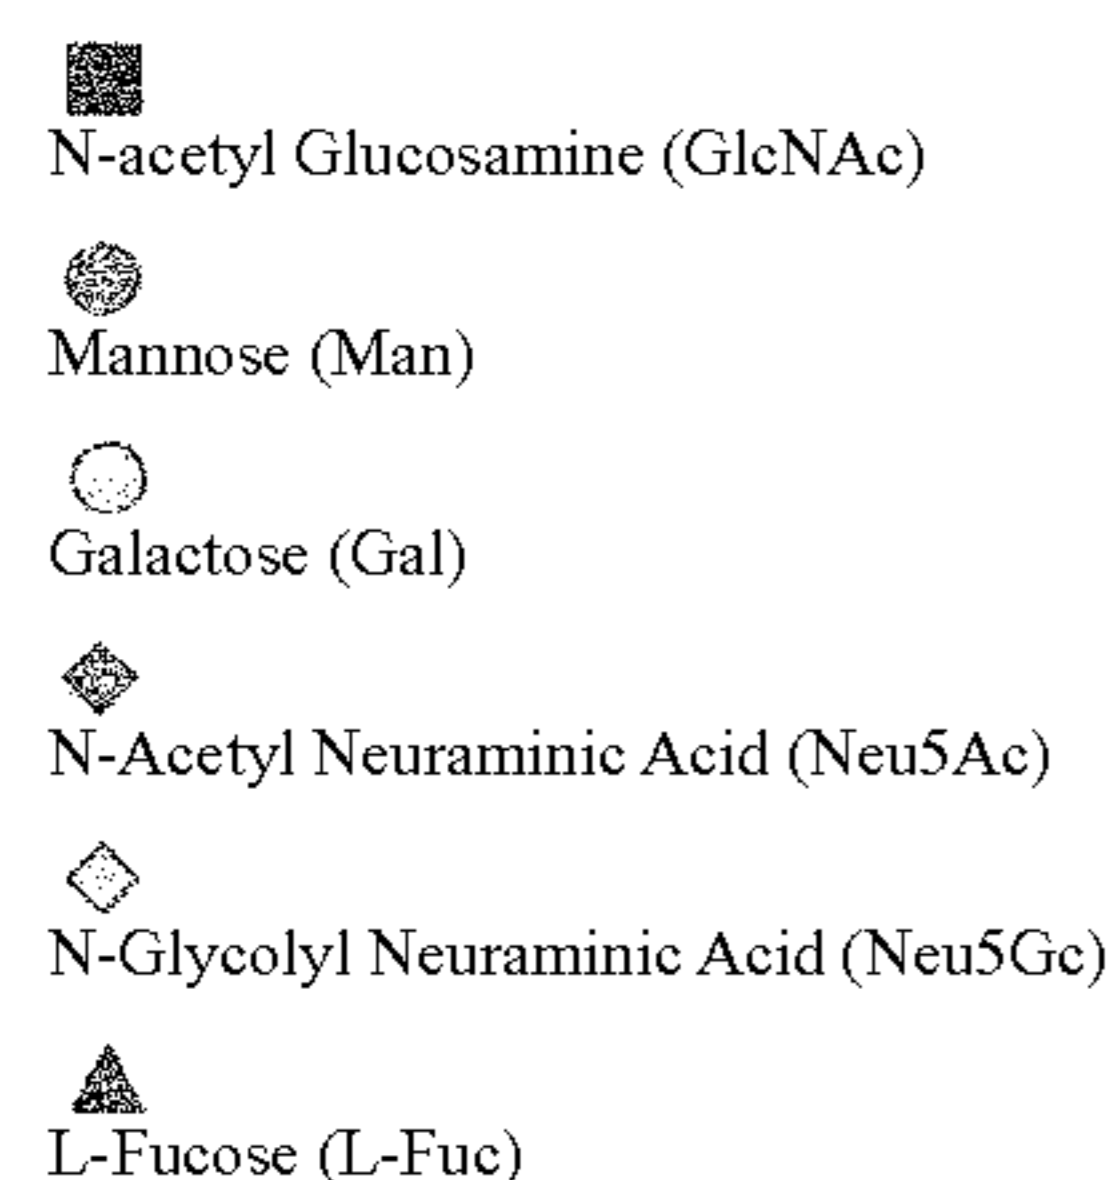 N-acetyl Glucosamine (GlcNAc)
Mannose (Man)
Galactose (Gal)
N-Acetyl Neuraminic Acid (Neu5Ac)
N-Glycolyl Neuraminic Acid (Neu5Gc)
L-Fucose (L-Fuc)